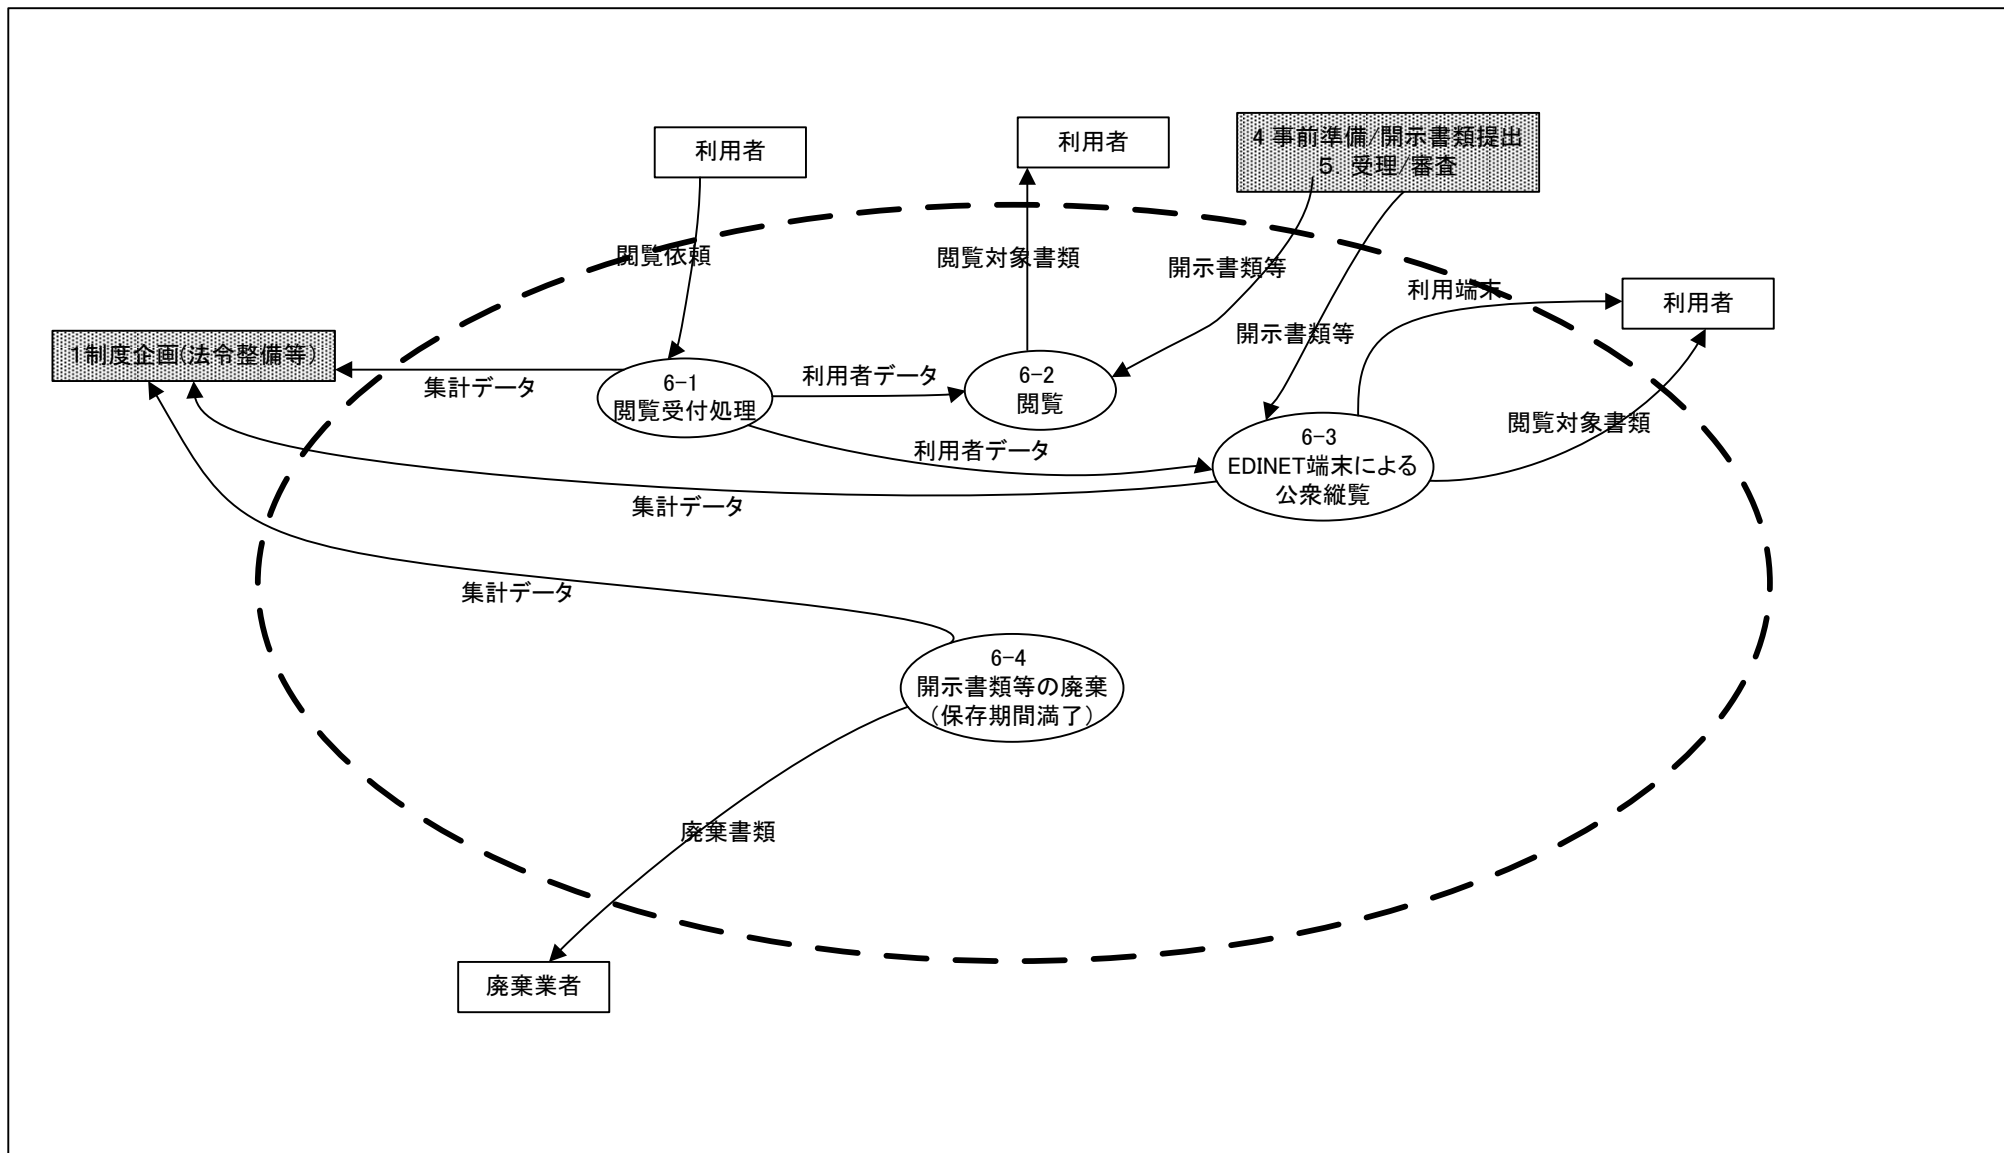 利用者
利用者
4 事前準備/開示書類提出
5. 受理/審査
閲覧依頼
閲覧対象書類
開示書類等
利用端末
利用者
開示書類等
1制度企画(法令整備等)
集計データ
6-1
閲覧受付処理
利用者データ
6-2
閲覧
利用者データ
6-3
EDINET端末による
公衆縦覧
閲覧対象書類
集計データ
集計データ
6-4
開示書類等の廃棄
(保存期間満了)
廃棄書類
廃棄業者